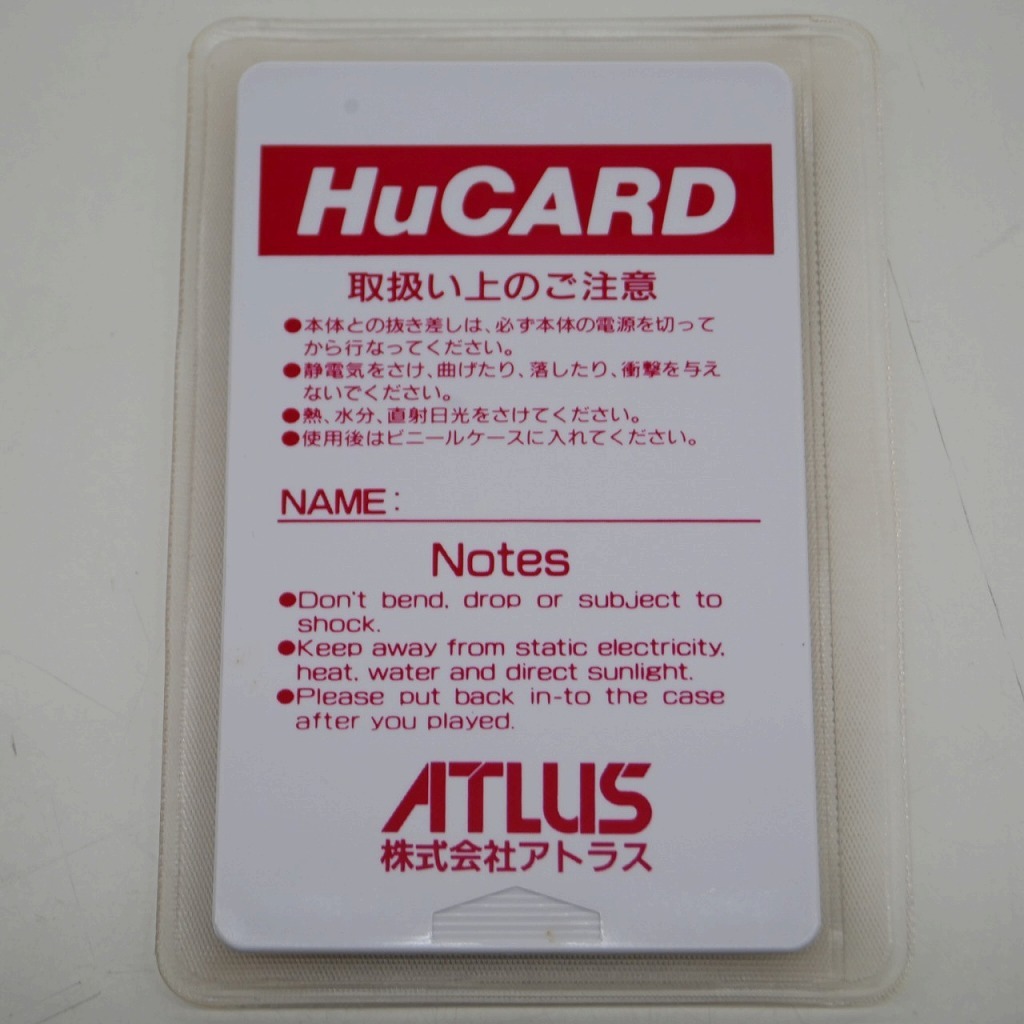 HuCARD
取扱い上のご注意
●本体との抜き差しは、必ず本体の電源を切って
から行なってください。
●静電気をさけ、曲げたり、落したり、衝撃を与え
ないでください。
●熱、水分、直射日光をさけてください。
●使用後はビニールケースに入れてください。
NAME:
Notes
●Don't bend, drop or subject to
shock.
●Keep away from static electricity,
heat, water and direct sunlight.
●Please put back in-to the case
after you played.
ATLUS
株式会社アトラス